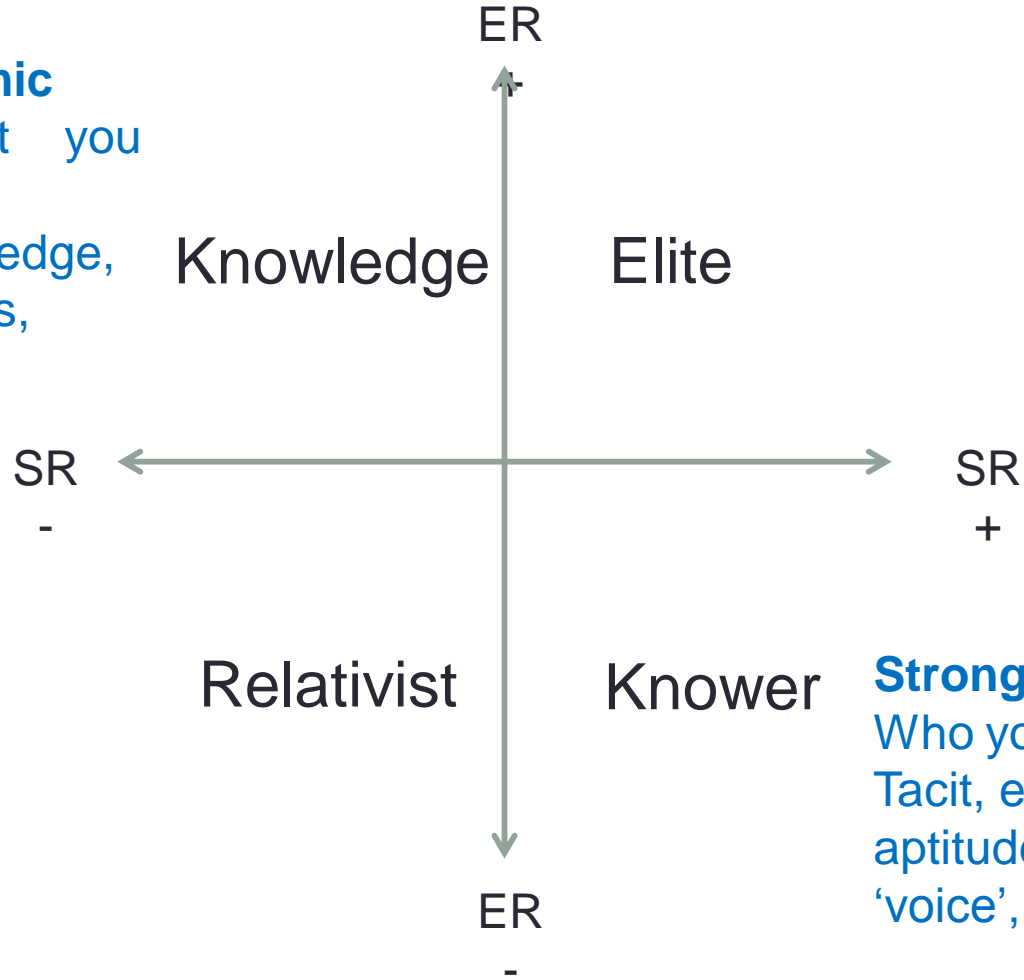 ER
+
nic
t you
edge,
s,
Knowledge
Elite
SR
-
SR
+
Relativist
Knower
Strong
Who yo
Tacit, e
aptitude
‘voice’,
ER
-